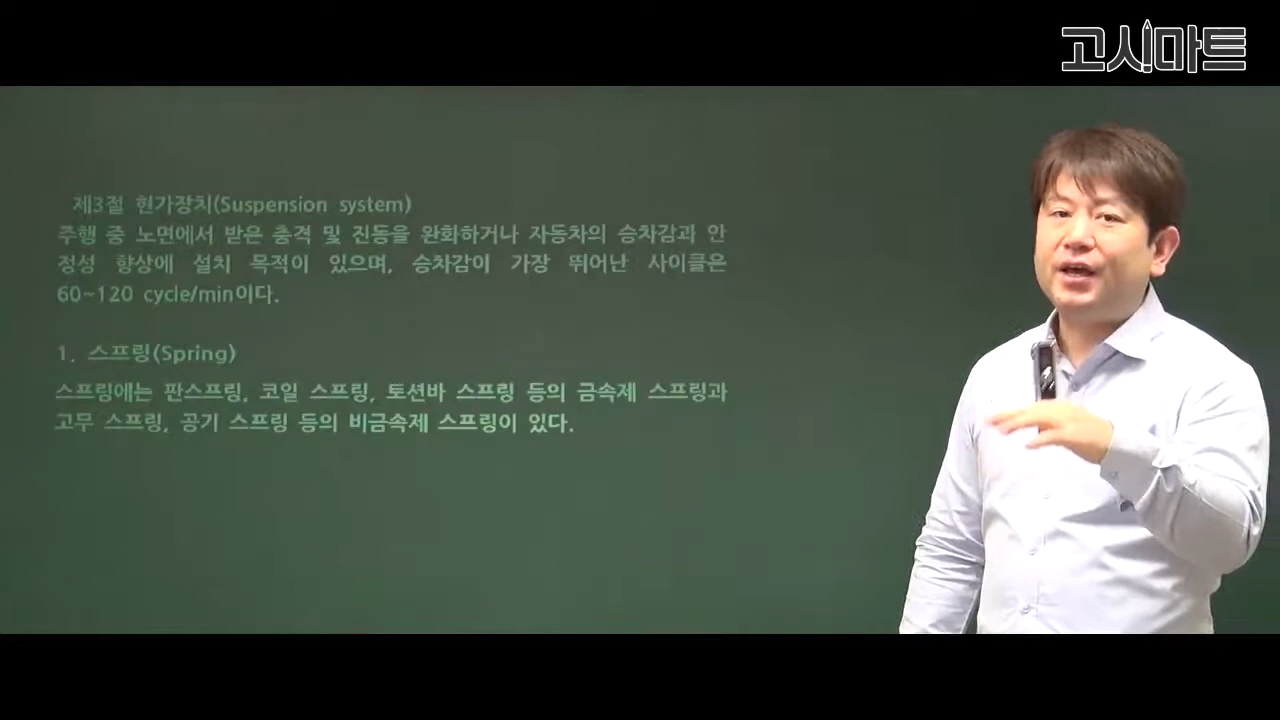 고시마트
제3절 현가장치(Suspension system)
주행 중 노면에서 받은 충격 및 진동을 완화하거나 자동차의 승차감과 안
정성 향상에 설치 목적이 있으며, 승차감이 가장 뛰어난 사이클은
60~120 cycle/min이다.
1. 스프링(Spring)
스프링에는 판스프링, 코일 스프링, 토션바 스프링 등의 금속제 스프링과
고무 스프링, 공기 스프링 등의 비금속제 스프링이 있다.